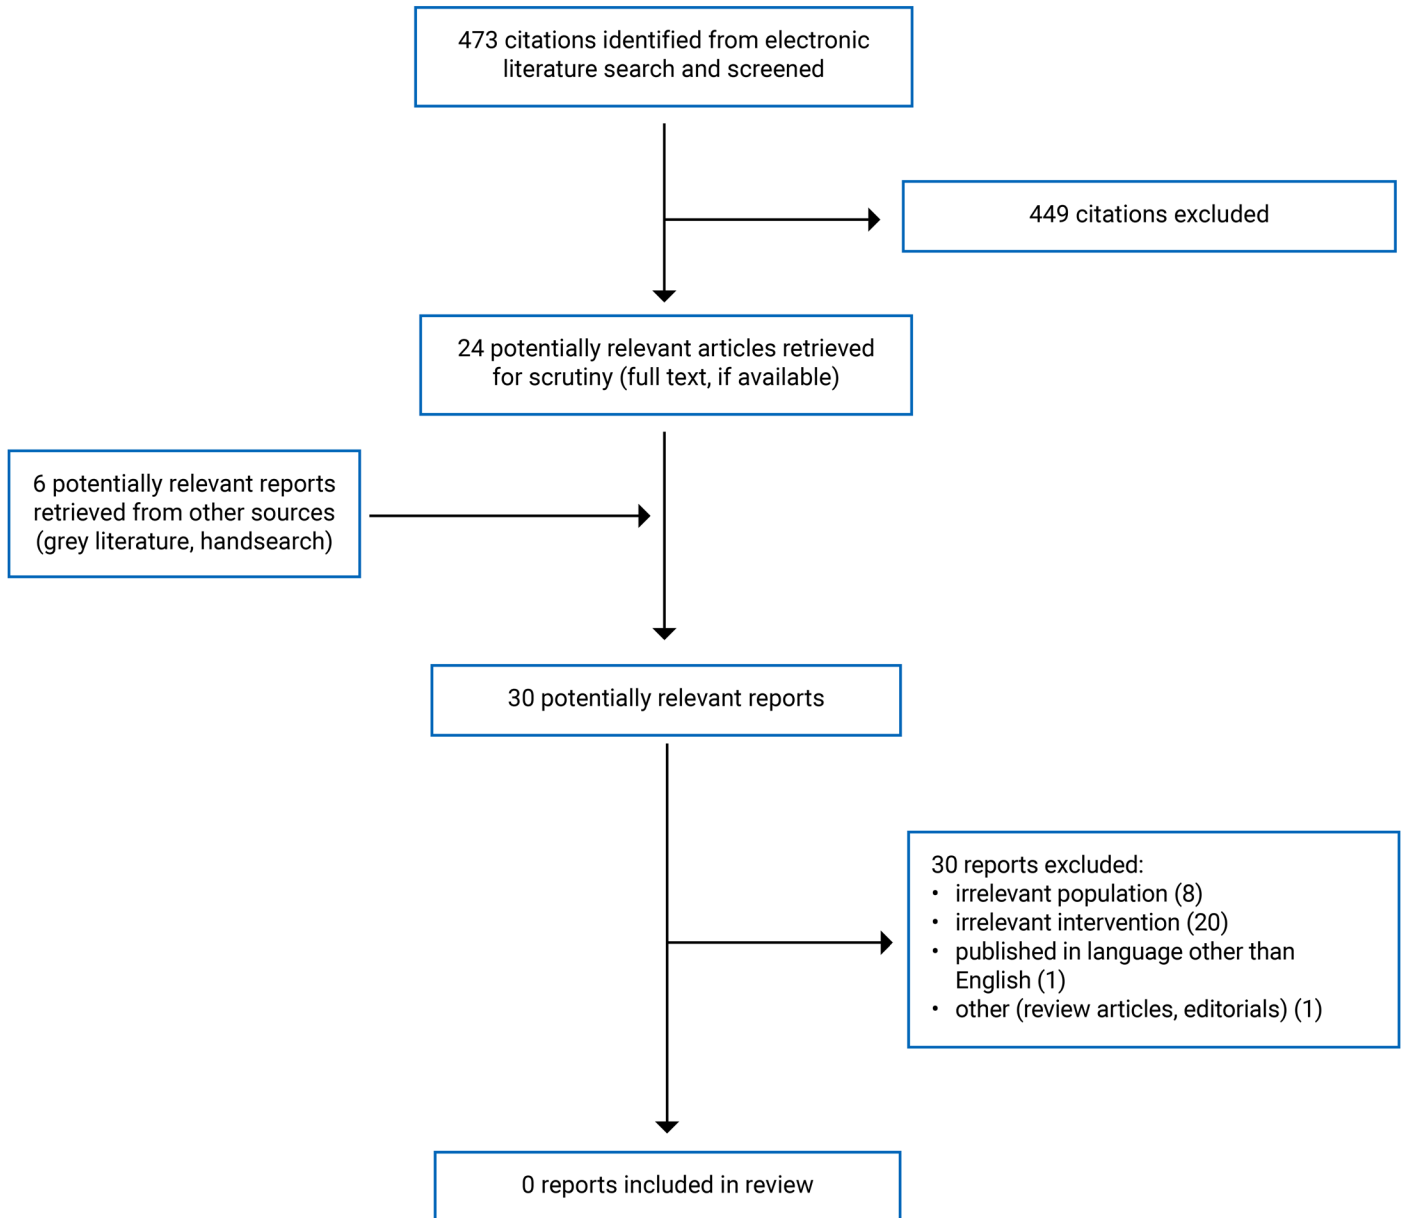 473 citations identified from electronic
literature search and screened
449 citations excluded
24 potentially relevant articles retrieved
for scrutiny (full text, if available)
6 potentially relevant reports
retrieved from other sources
(grey literature, handsearch)
30 potentially relevant reports
30 reports excluded:
• irrelevant population (8)
• irrelevant intervention (20)
• published in language other than
English (1)
• other (review articles, editorials) (1)
0 reports included in review